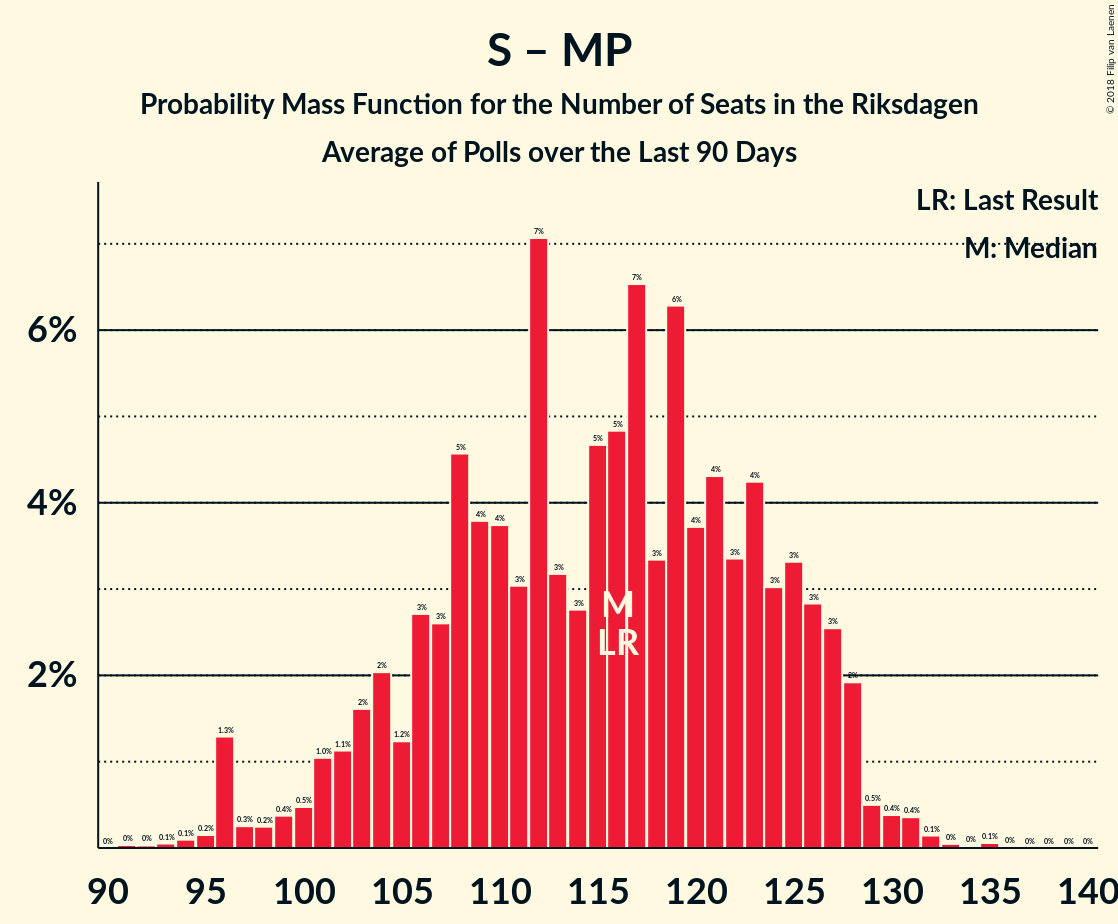 S – MP
Probability Mass Function for the Number of Seats in the Riksdagen
Average of Polls over the Last 90 Days
© 2018 Filip van Laenen
LR: Last Result
M: Median
6%
4%
2%
0% 0% 0% 0.1% 0.1% 0.2% 1.3% 0.3% 0.2% 0.4% 0.5% 1.0% 1.1% 2% 2% 1.2% 3% 3% 5% 4% 4% 3% 7% 3% 3% 5% 5% 7% 3% 6% 4% 4% 3% 4% 3% 3% 3% 3% 2% 0.5% 0.4% 0.4% 0.1% 0% 0% 0.1% 0% 0% 0% 0% 0%
M
LR
90 95 100 105 110 115 120 125 130 135 140